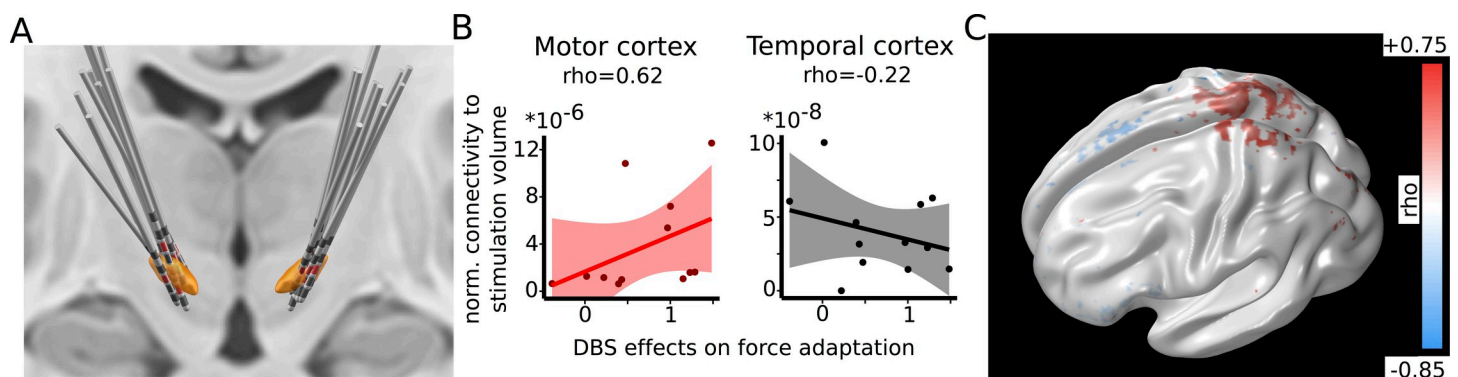 A
B
Motor cortex
rho=0.62
Temporal cortex
rho=-0.22
C
norm. connectivity to
stimulation volume
*10-6
12
8
4
0
0
1
*10-8
10
5
0
0
1
DBS effects on force adaptation
+0.75
rho
-0.85